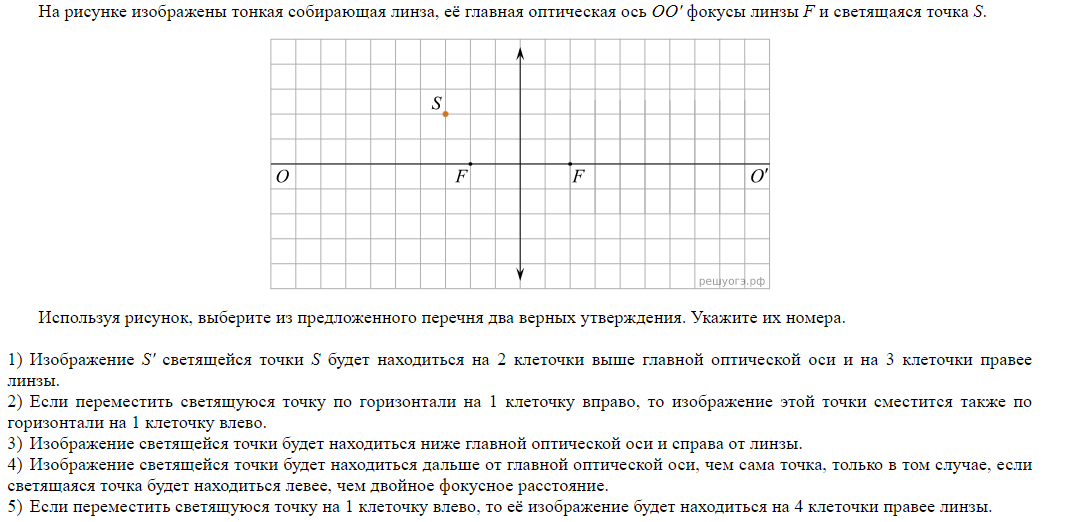 На рисунке изображены тонкая собирающая линза, её главная оптическая ось OO′ фокусы линзы F и светящаяся точка S.
S
O
F
F
O′
решуогэ.рф
Используя рисунок, выберите из предложенного перечня два верных утверждения. Укажите их номера.
1) Изображение S′ светящейся точки S будет находиться на 2 клеточки выше главной оптической оси и на 3 клеточки правее
линзы.
2) Если переместить светящуюся точку по горизонтали на 1 клеточку вправо, то изображение этой точки сместится также по
горизонтали на 1 клеточку влево.
3) Изображение светящейся точки будет находиться ниже главной оптической оси и справа от линзы.
4) Изображение светящейся точки будет находиться дальше от главной оптической оси, чем сама точка, только в том случае, если
светящаяся точка будет находиться левее, чем двойное фокусное расстояние.
5) Если переместить светящуюся точку на 1 клеточку влево, то её изображение будет находиться на 4 клеточки правее линзы.